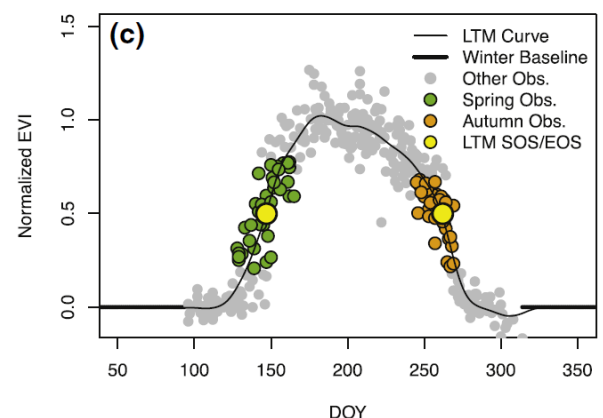 (c)
LTM Curve
Winter Baseline
Other Obs.
Spring Obs.
Autumn Obs.
LTM SOS/EOS
Normalized EVI
1.5
1.0
0.5
0.0
50 100 150 200 250 300 350
DOY